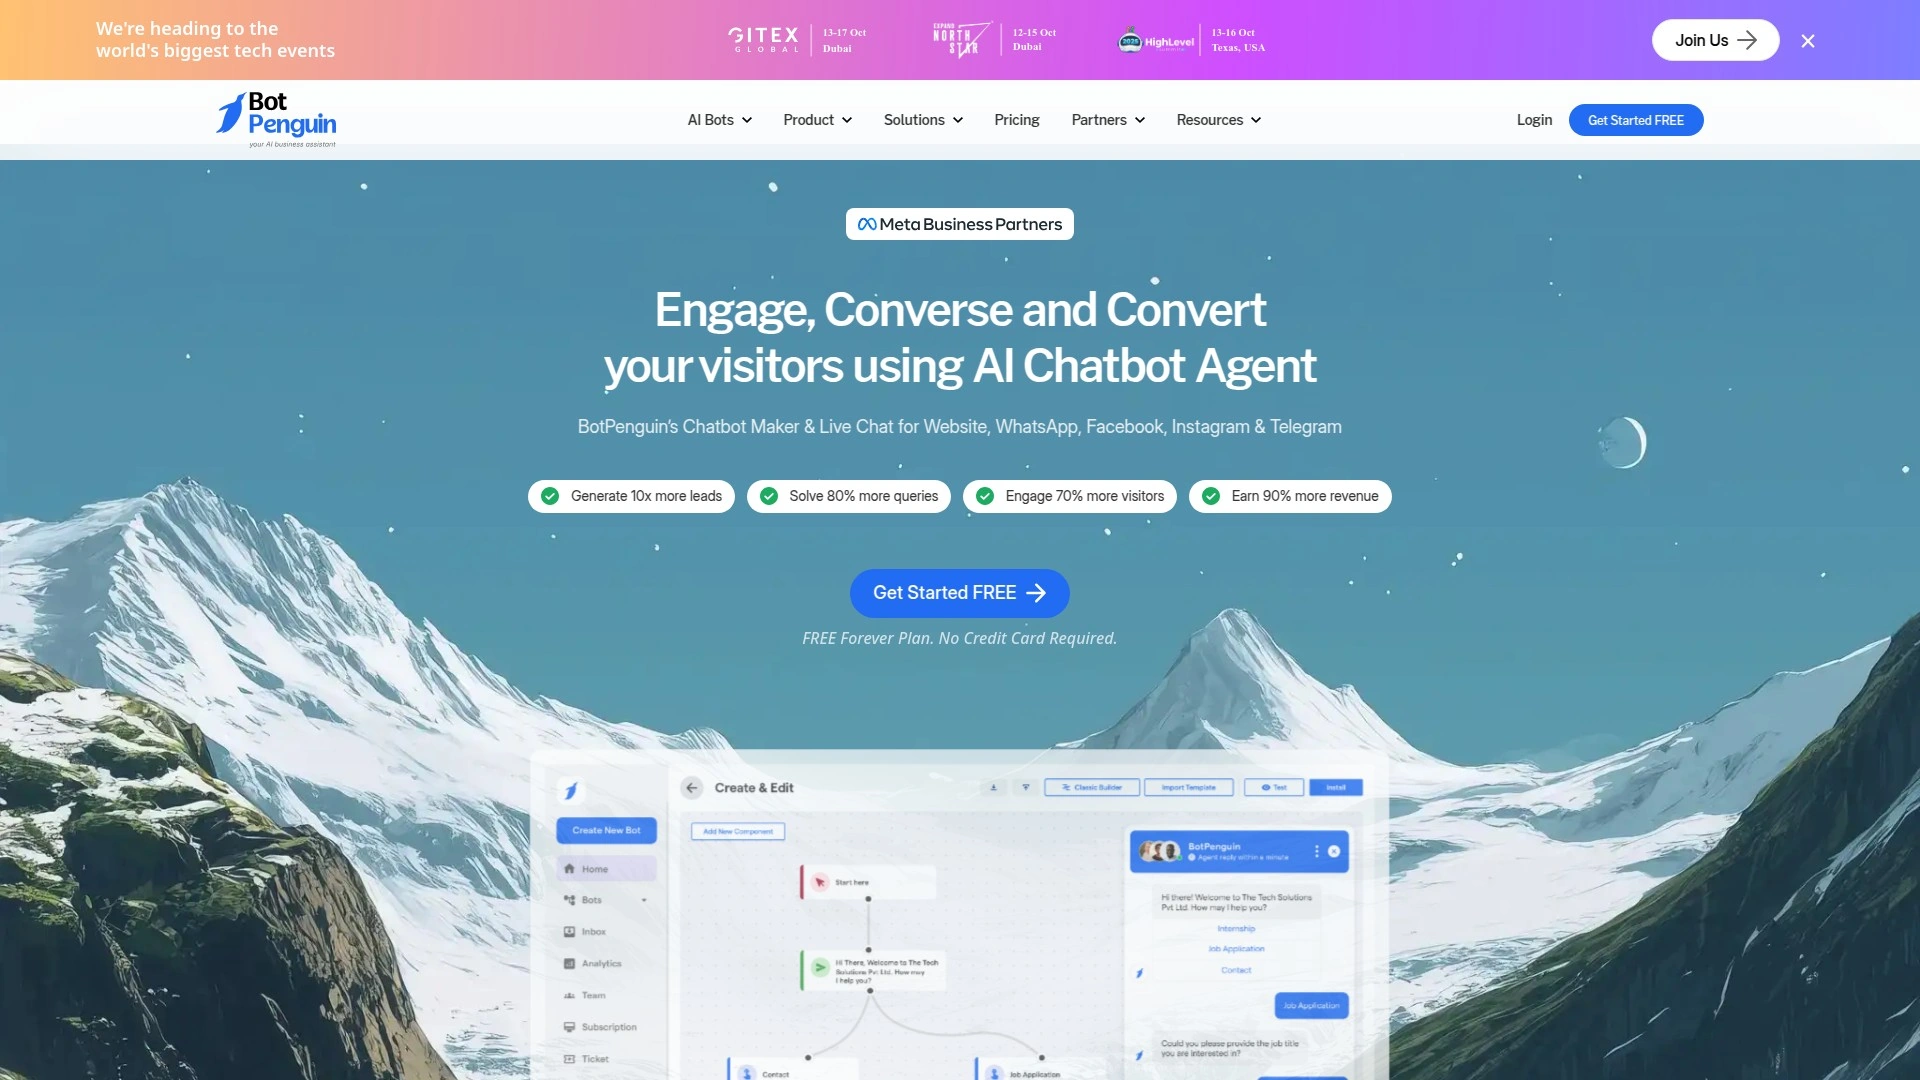 We're heading to the
world's biggest tech events
GITEX
GLOBAL
13-17 Oct
Dubai
EXPAND
NORTH
STAR
12-15 Oct
Dubai
2025
HighLevel
13-16 Oct
Texas, USA
Join Us
Bot
Penguin
your AI business assistant
AI Bots
Product
Solutions
Pricing
Partners
Resources
Login
Get Started FREE
Meta Business Partners
Engage, Converse and Convert
your visitors using AI Chatbot Agent
BotPenguin's Chatbot Maker & Live Chat for Website, WhatsApp, Facebook, Instagram & Telegram
Generate 10x more leads
Solve 80% more queries
Engage 70% more visitors
Earn 90% more revenue
Get Started FREE
FREE Forever Plan. No Credit Card Required.
Create & Edit
Classic Builder
Import Template
Test
Install
Create New Bot
Home
Bots
Inbox
Analytics
Team
Subscription
Ticket
Add New Component
Start here
Hi There, Welcome to The Tech
Solutions Pvt Ltd. How may
I help you?
Contact
Job Application
BotPenguin
Agent reply within a minute
Hi there! Welcome to The Tech Solutions
Pvt Ltd. How may I help you?
Internship
Job Application
Contact
Job Application
Could you please provide the job title
you are interested in?